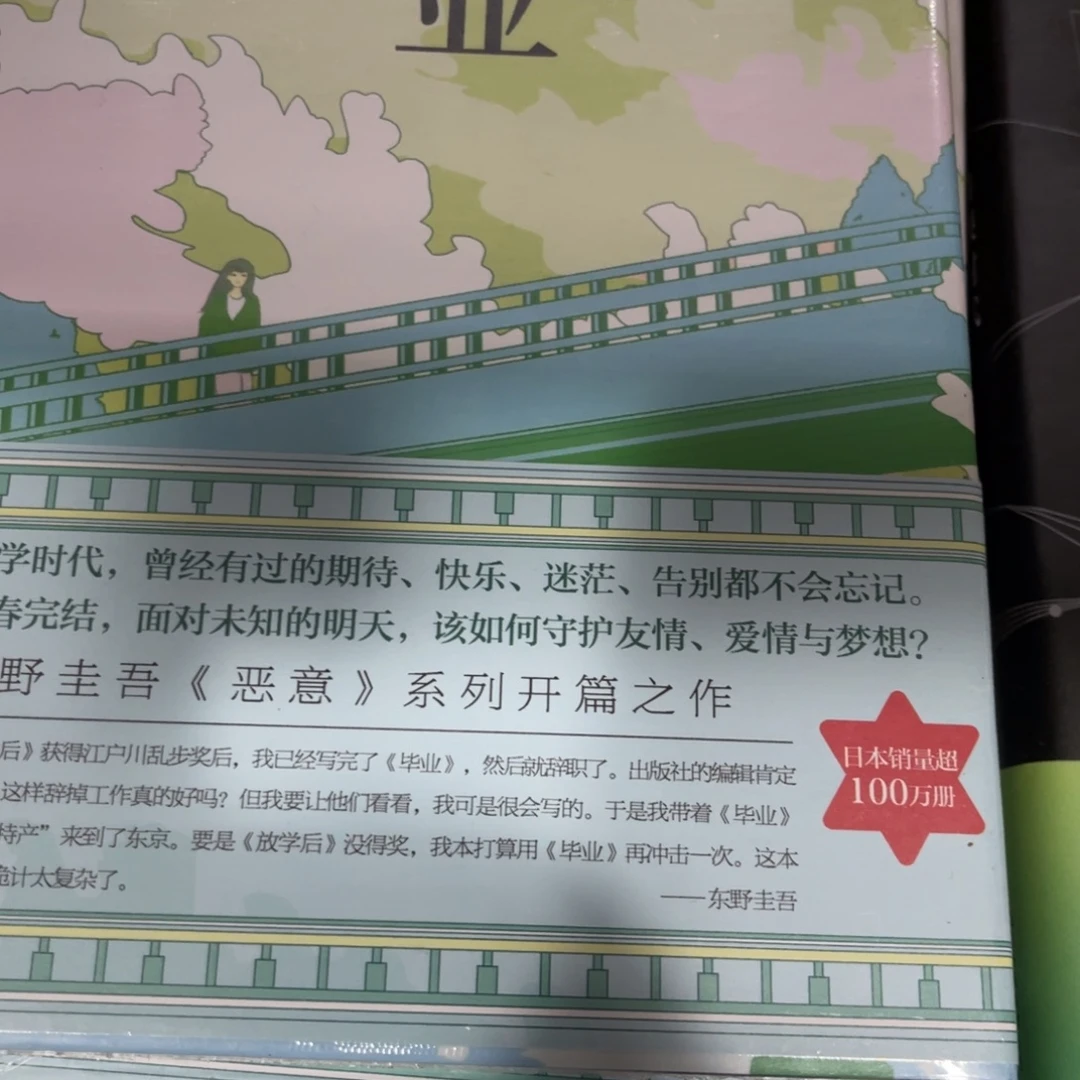 业
学时代，曾经有过的期待、快乐、迷茫、告别都不会忘记。
春完结，面对未知的明天，该如何守护友情、爱情与梦想？
野圭吾《恶意》系列开篇之作
后》获得江户川乱步奖后，我已经写完了《毕业》，然后就辞职了。出版社的编辑肯定
这样辞掉工作真的好吗？但我要让他们看看，我可是很会写的。于是我带着《毕业》
特产”来到了东京。要是《放学后》没得奖，我本打算用《毕业》再冲击一次。这本
诡计太复杂了。
——东野圭吾
日本销量超
100万册